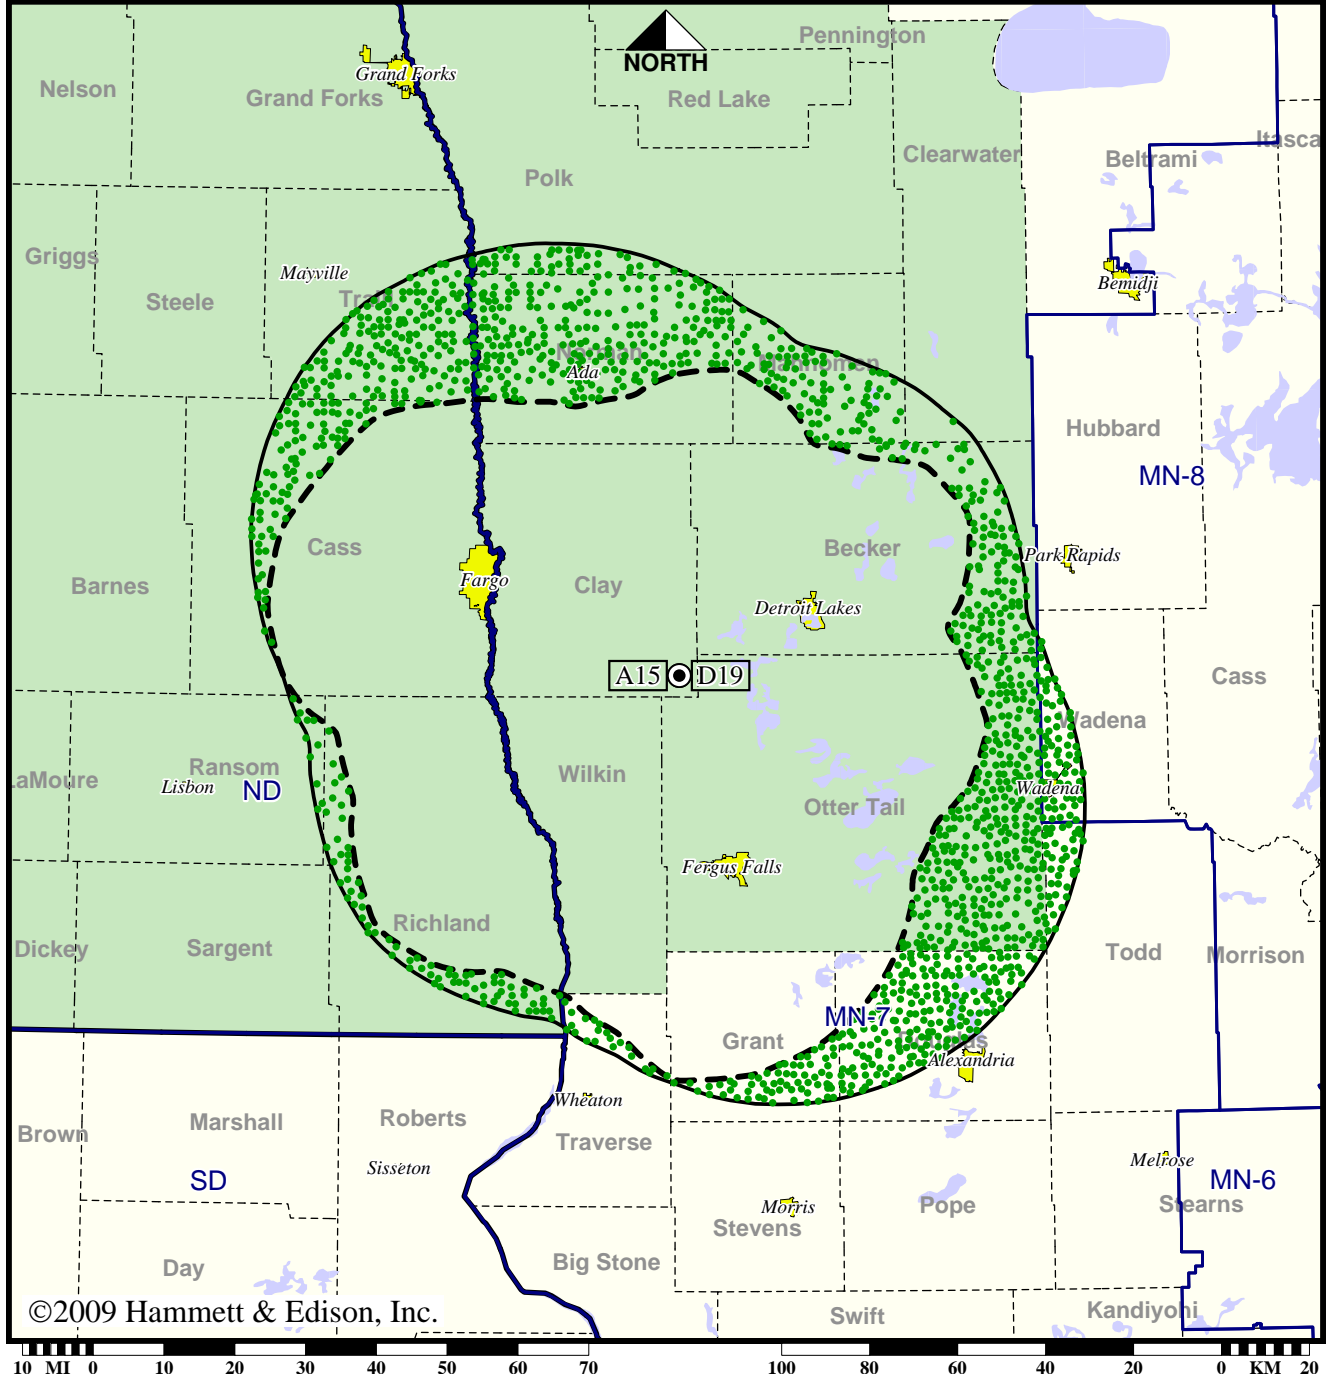 Pennington
NORTH
Grand Forks
Nelson
Grand Forks
Red Lake
Itasca
Clearwater
Beltrami
Polk
Griggs
Mayville
Steele
Traill
Bemidji
Norman
Mahnomen
Ada
Hubbard
MN-8
Cass
Becker
Park Rapids
Barnes
Fargo
Clay
Detroit Lakes
A15
D19
Cass
Wadena
Ransom
LaMoure
Lisbon
ND
Wilkin
Otter Tail
Wadena
Fergus Falls
Richland
Dickey
Sargent
Todd
Morrison
MN-7
Grant
Douglas
Alexandria
Wheaton
Brown
Marshall
Roberts
Traverse
Sisseton
SD
Melrose
MN-6
Morris
Stevens
Pope
Stearns
Day
Big Stone
©2009 Hammett & Edison, Inc.
Swift
Kandiyohi
10 MI 0 10 20 30 40 50 60 70
100 80 60 40 20 0 KM 20